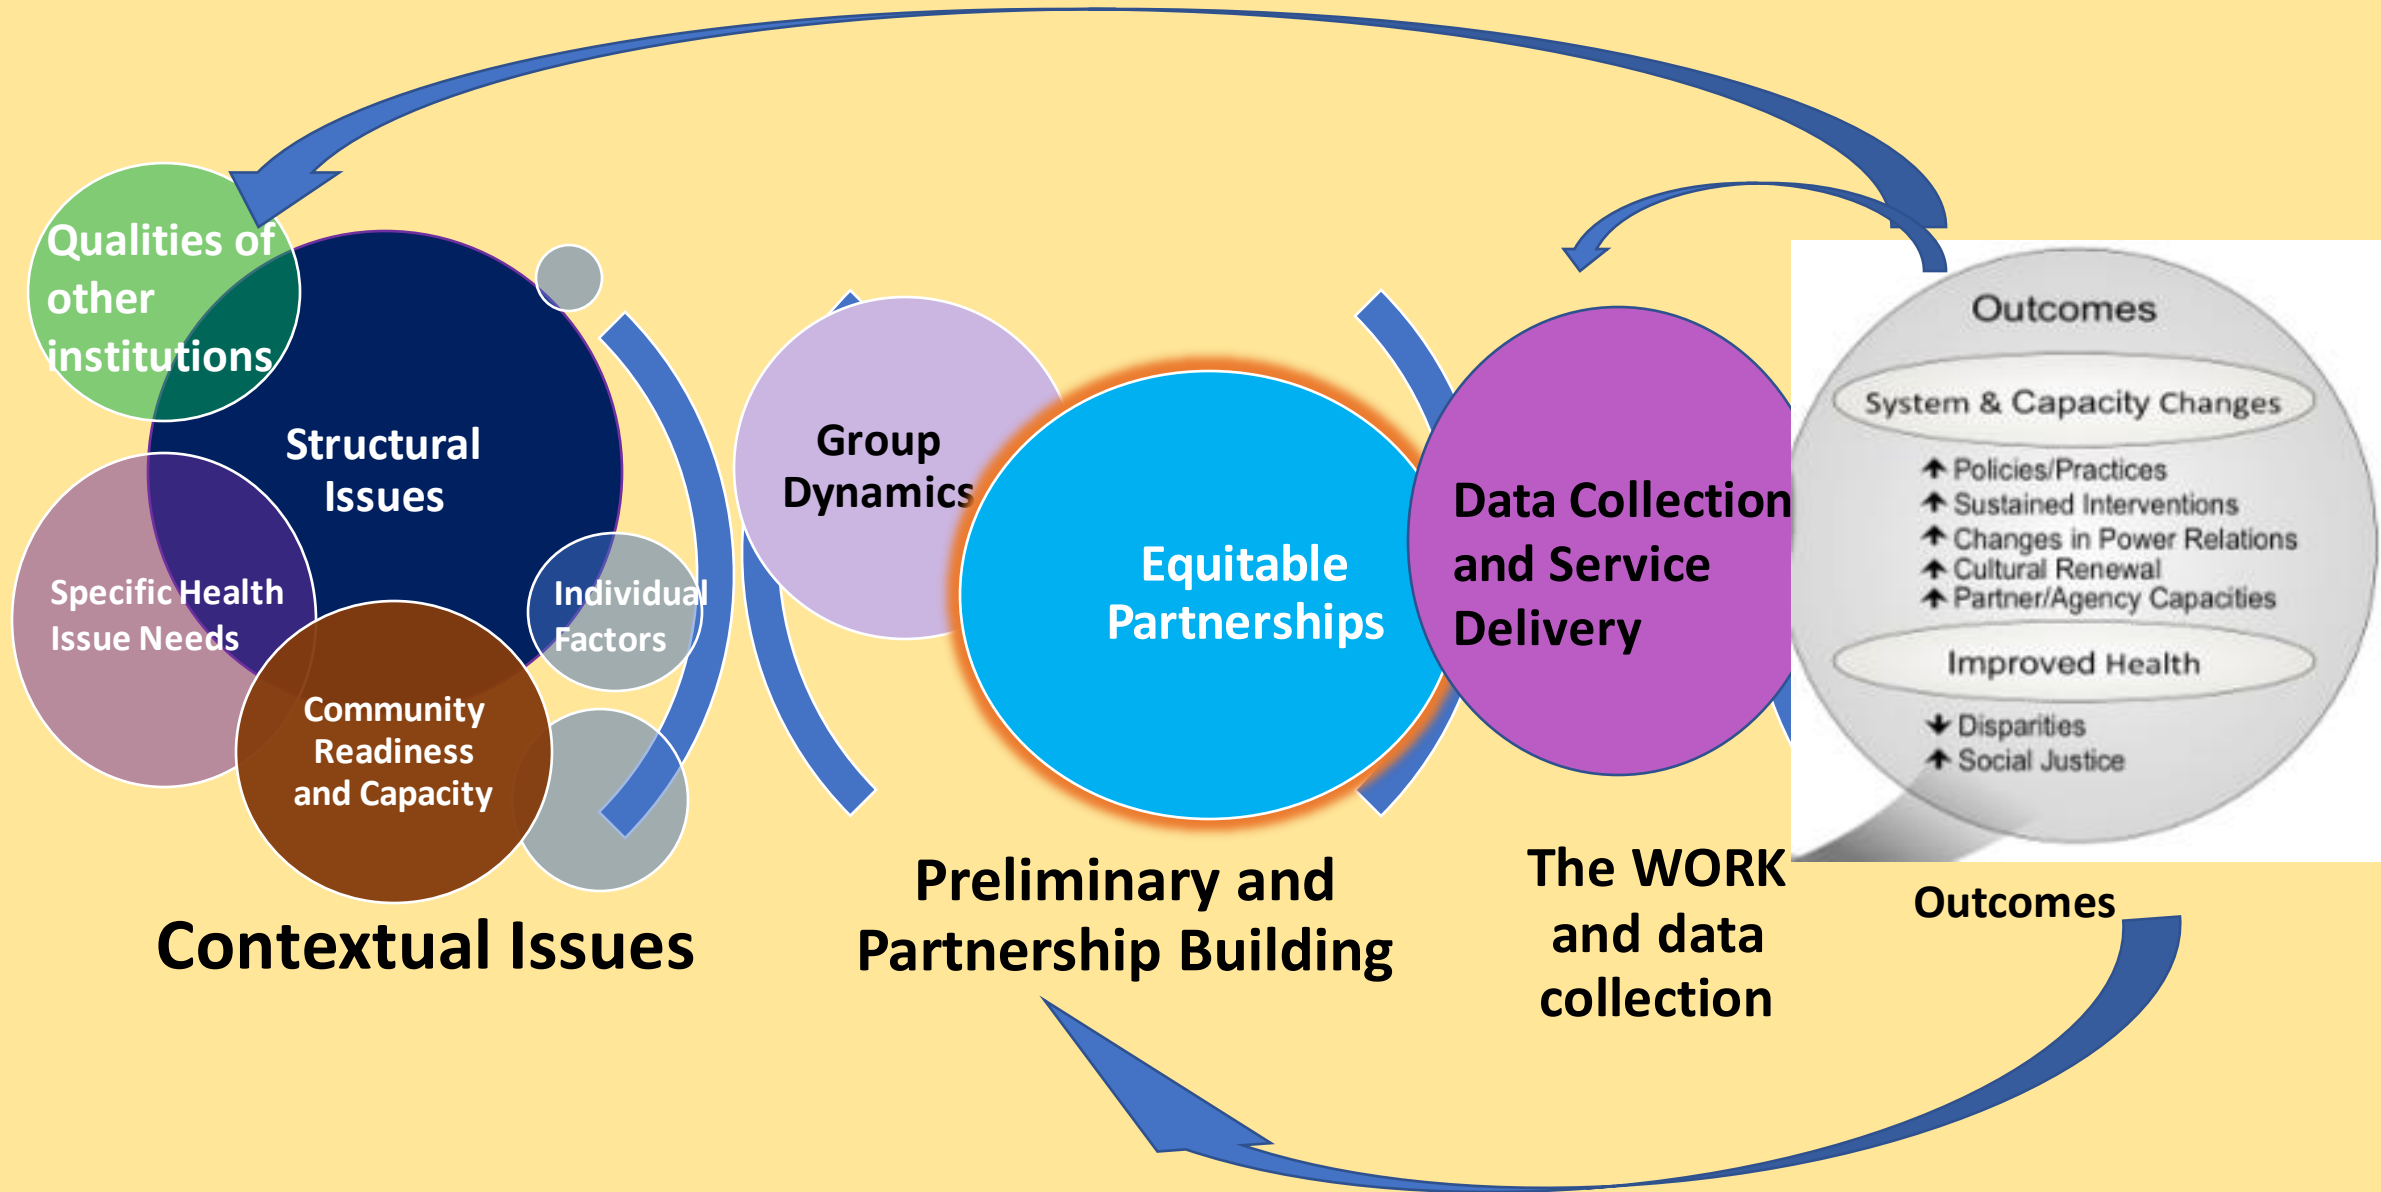 Qualities of
other
institutions
Structural
Issues
Specific Health
Issue Needs
Individual
Factors
Community
Readiness
and Capacity
Contextual Issues
Group
Dynamics
Equitable
Partnerships
Preliminary and
Partnership Building
Data Collection
and Service
Delivery
The WORK
and data
collection
Outcomes
System & Capacity Changes
Policies/Practices
Sustained Interventions
Changes in Power Relations
Cultural Renewal
Partner/Agency Capacities
Improved Health
Disparities
Social Justice
Outcomes